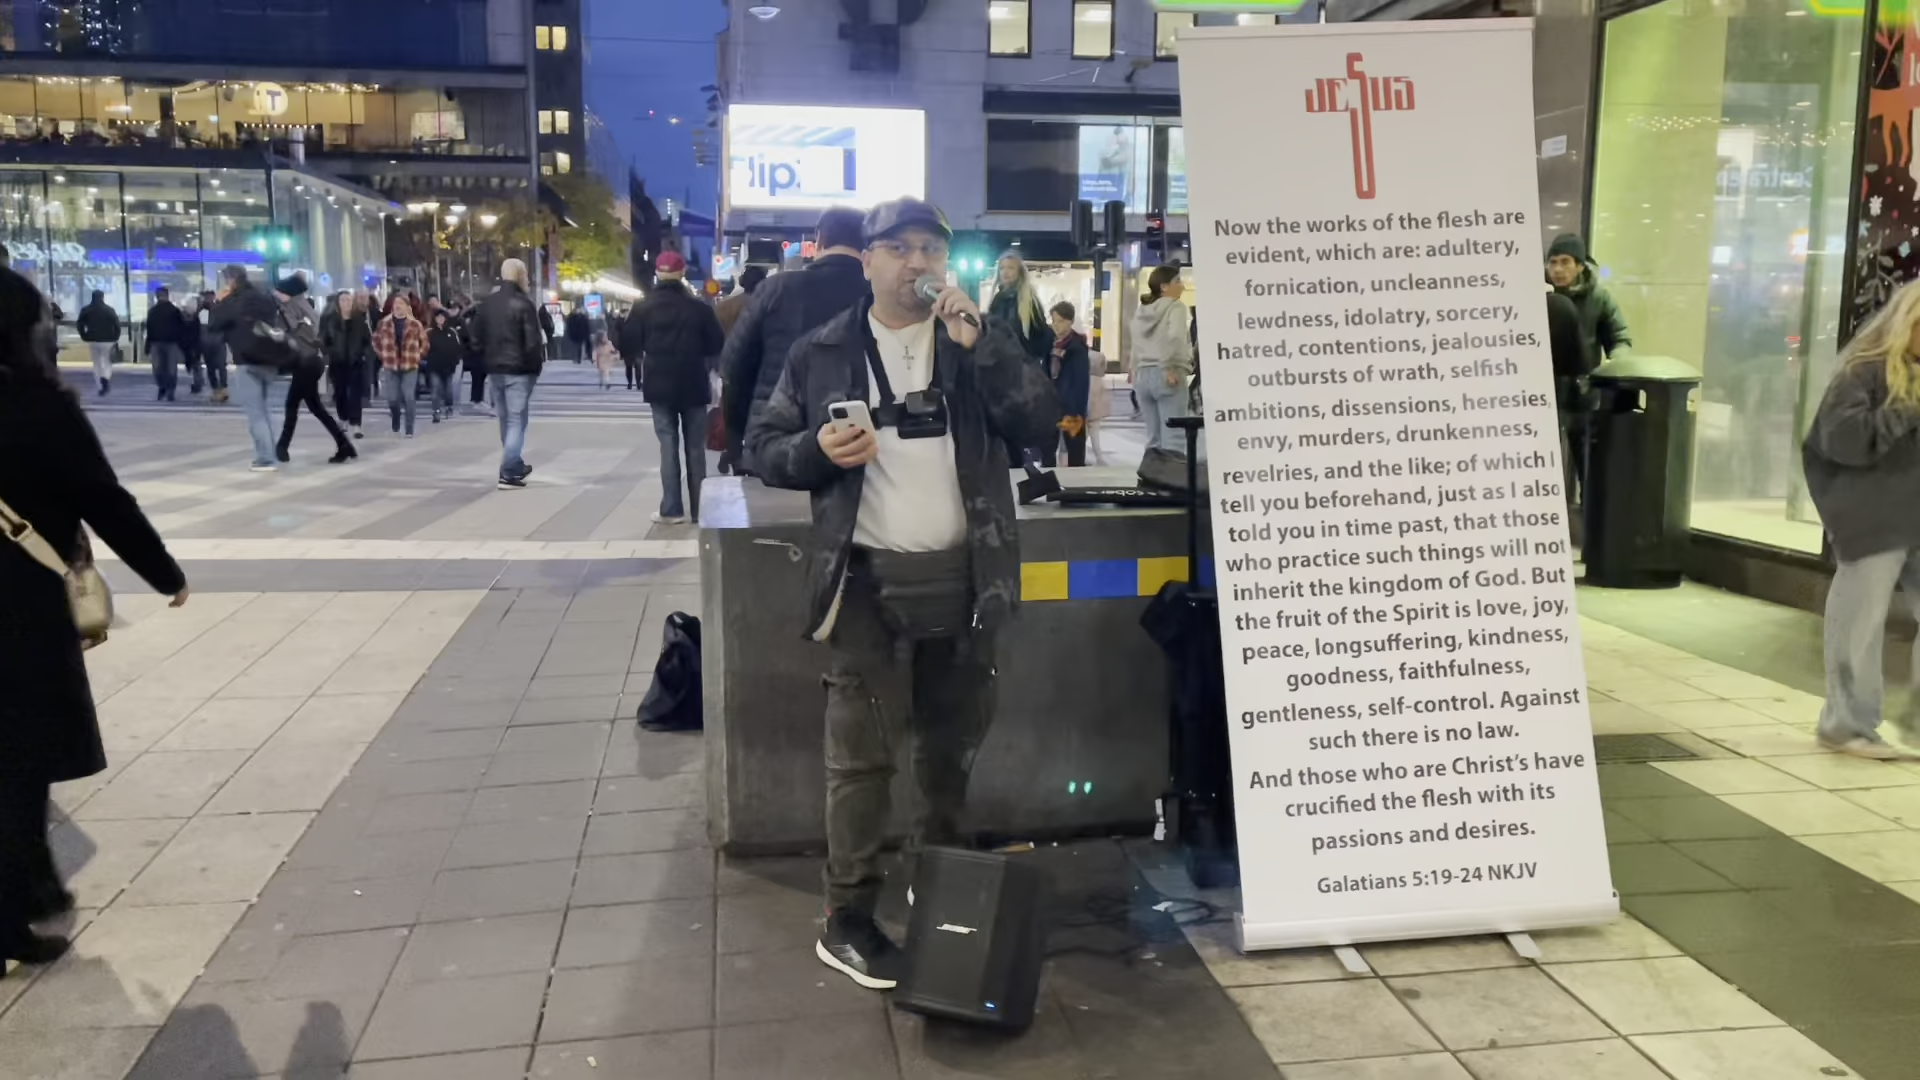 T
JESUS
Now the works of the flesh are
evident, which are: adultery,
fornication, uncleanness,
lewdness, idolatry, sorcery,
hatred, contentions, jealousies,
outbursts of wrath, selfish
ambitions, dissensions, heresies,
envy, murders, drunkenness,
revelries, and the like; of which I
tell you beforehand, just as I also
told you in time past, that those
who practice such things will not
inherit the kingdom of God. But
the fruit of the Spirit is love, joy,
peace, longsuffering, kindness,
goodness, faithfulness,
gentleness, self-control. Against
such there is no law.
And those who are Christ's have
crucified the flesh with its
passions and desires.
Galatians 5:19-24 NKJV
BOSE